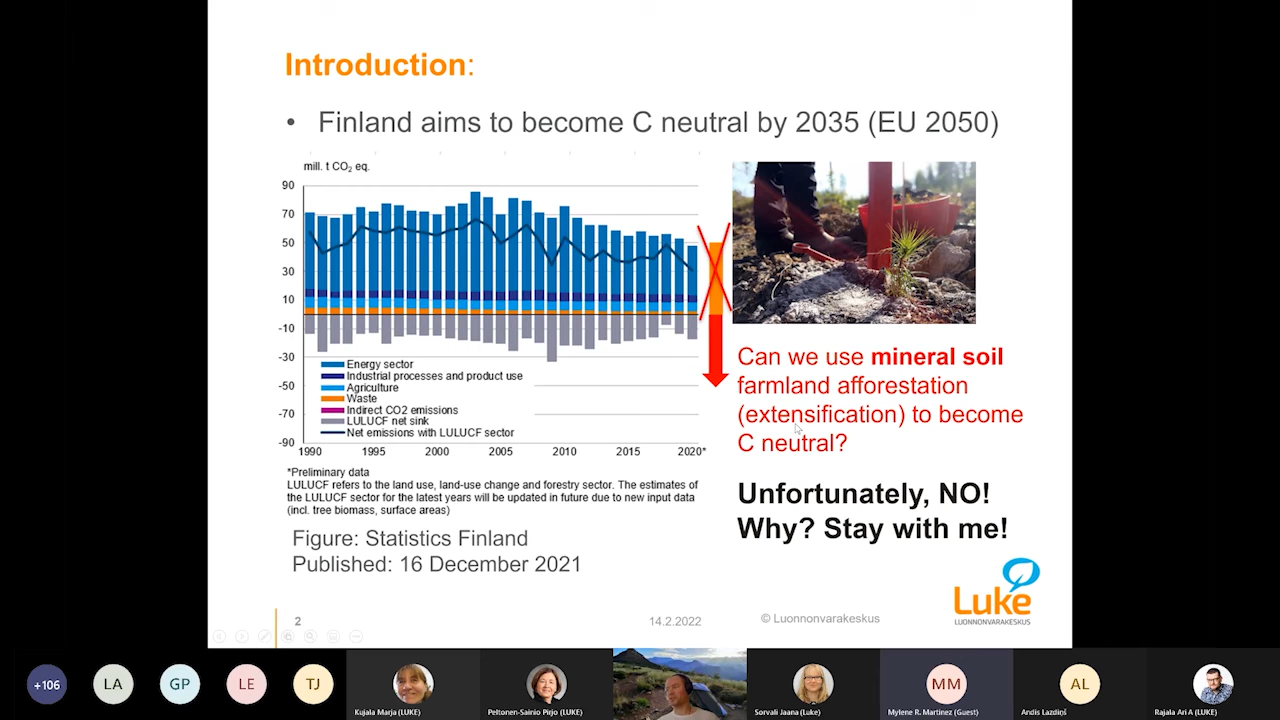 Introduction:
• Finland aims to become C neutral by 2035 (EU 2050)
mill. t CO₂ eq.
90
70
50
30
10
-10
-30
-50
-70
-90
Energy sector
Industrial processes and product use
Agriculture
Waste
Indirect CO2 emissions
LULUCF net sink
Net emissions with LULUCF sector
1990 1995 2000 2005 2010 2015 2020*
*Preliminary data
LULUCF refers to the land use, land-use change and forestry sector. The estimates of
the LULUCF sector for the latest years will be updated in future due to new input data
(incl. tree biomass, surface areas)
Figure: Statistics Finland
Published: 16 December 2021
Can we use mineral soil
farmland afforestation
(extensification) to become
C neutral?
Unfortunately, NO!
Why? Stay with me!
Luke
LUONNONVARAKESKUS
2
14.2.2022
© Luonnonvarakeskus
+106
LA
GP
LE
TJ
Kujala Marja (LUKE)
Peltonen-Sainio Pirjo (LUKE)
Sorvali Jaana (Luke)
MM
Mylene R. Martinez (Guest)
AL
Andis Lazdiņš
Rajala Ari A (LUKE)